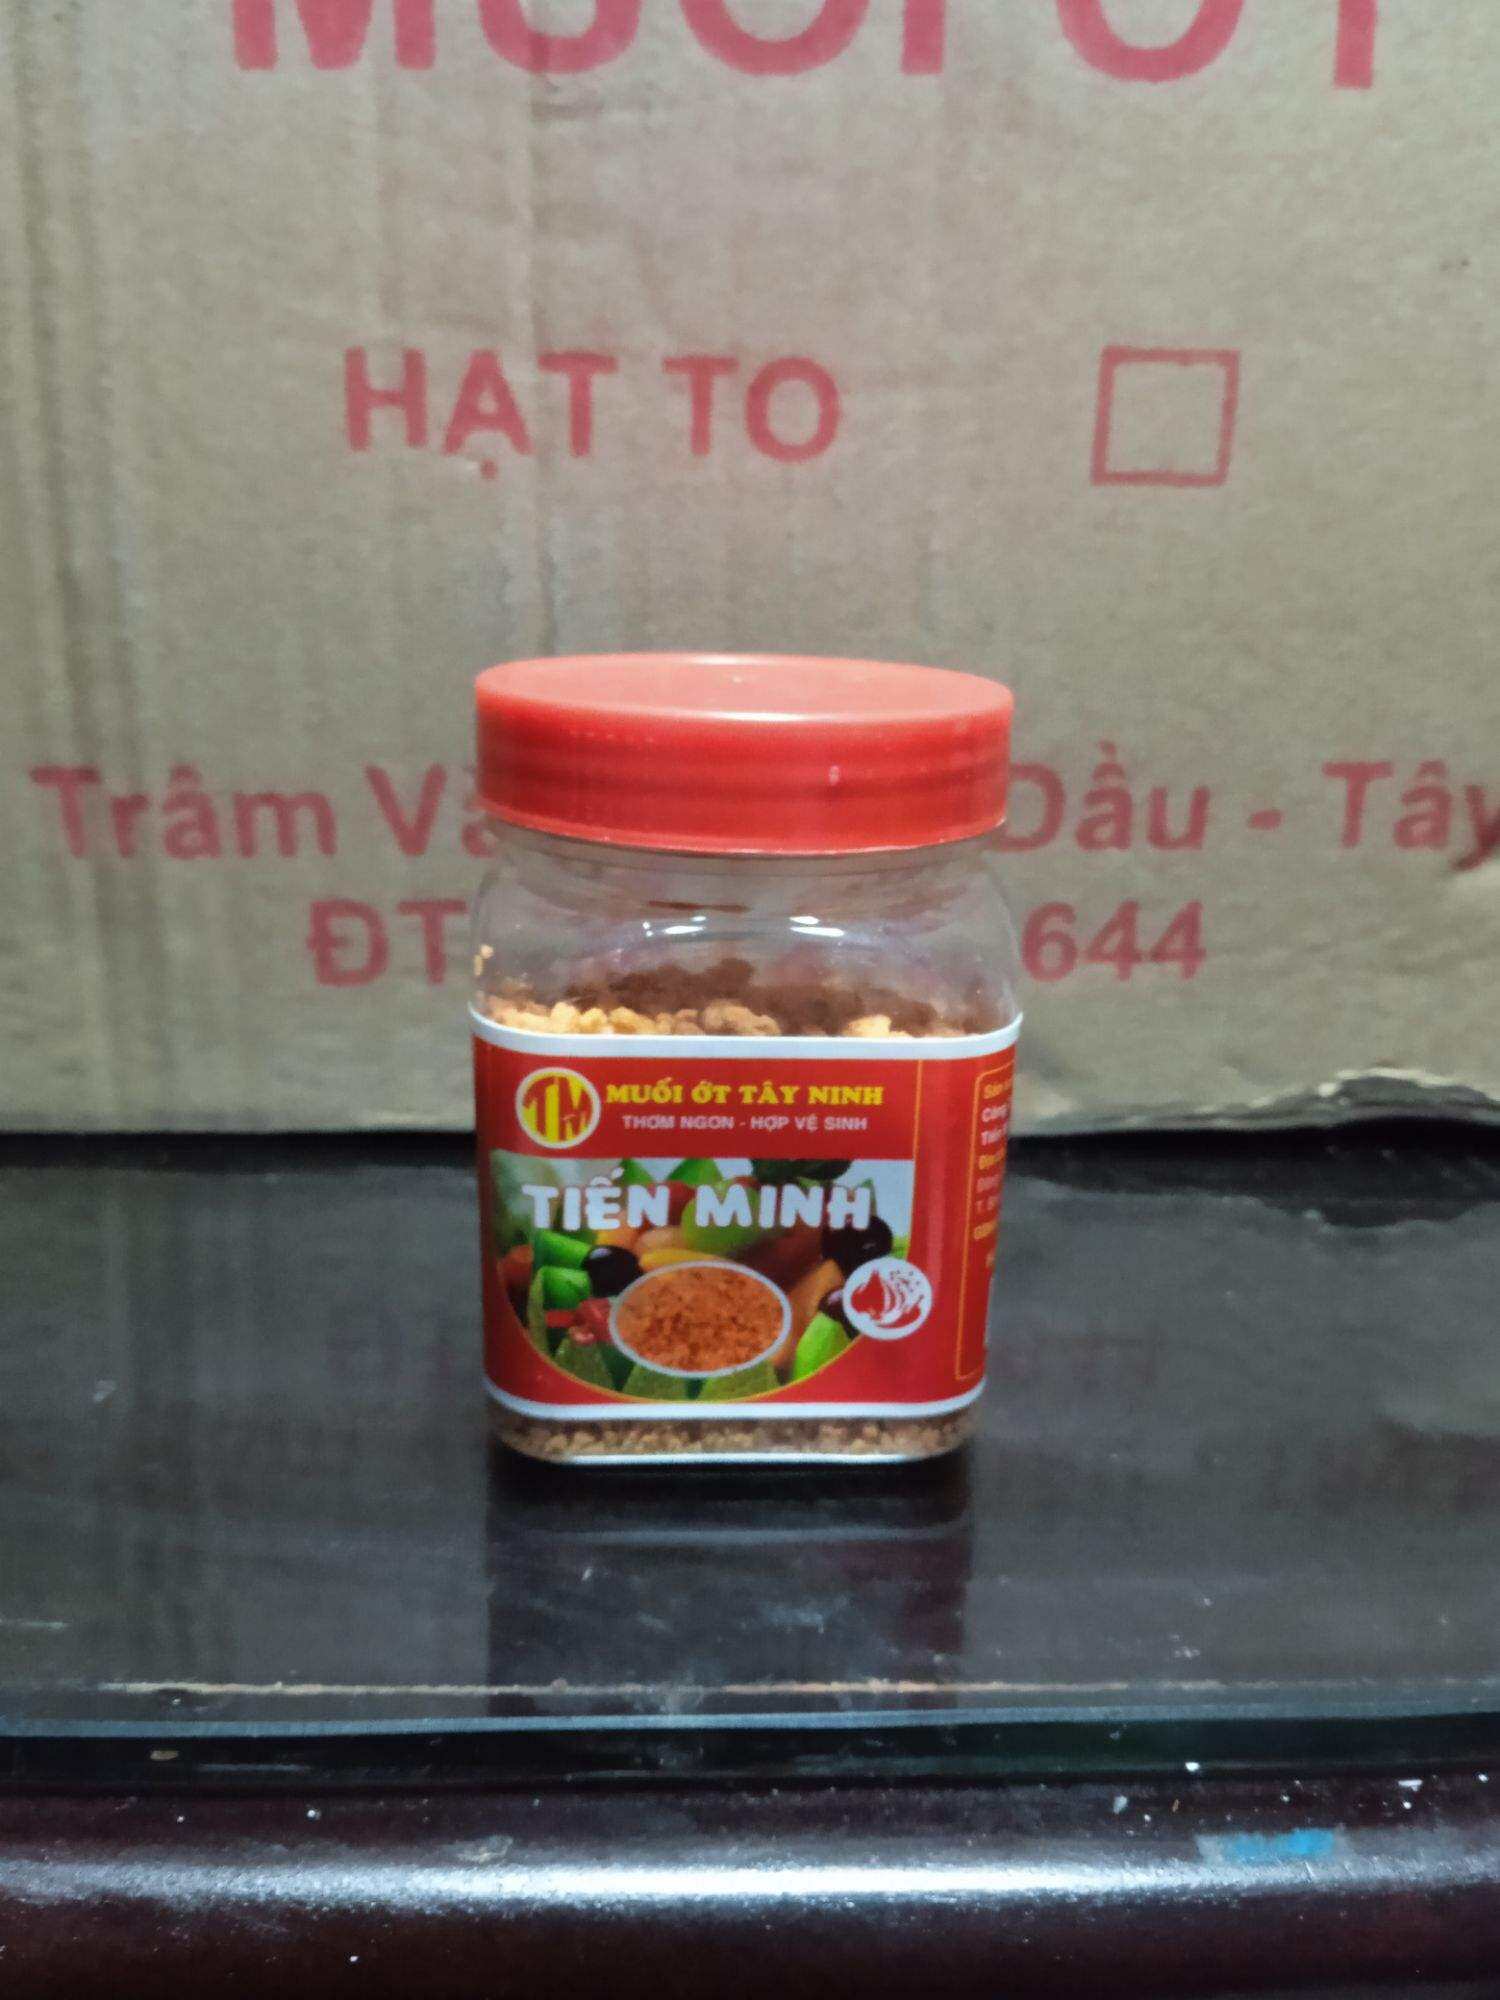 MUỐI ỚT
HẠT TO
Trâm Dầu - Tây
ĐT 644
TM
MUỐI ỚT TÂY NINH
THƠM NGON - HỢP VỆ SINH
TIẾN MINH